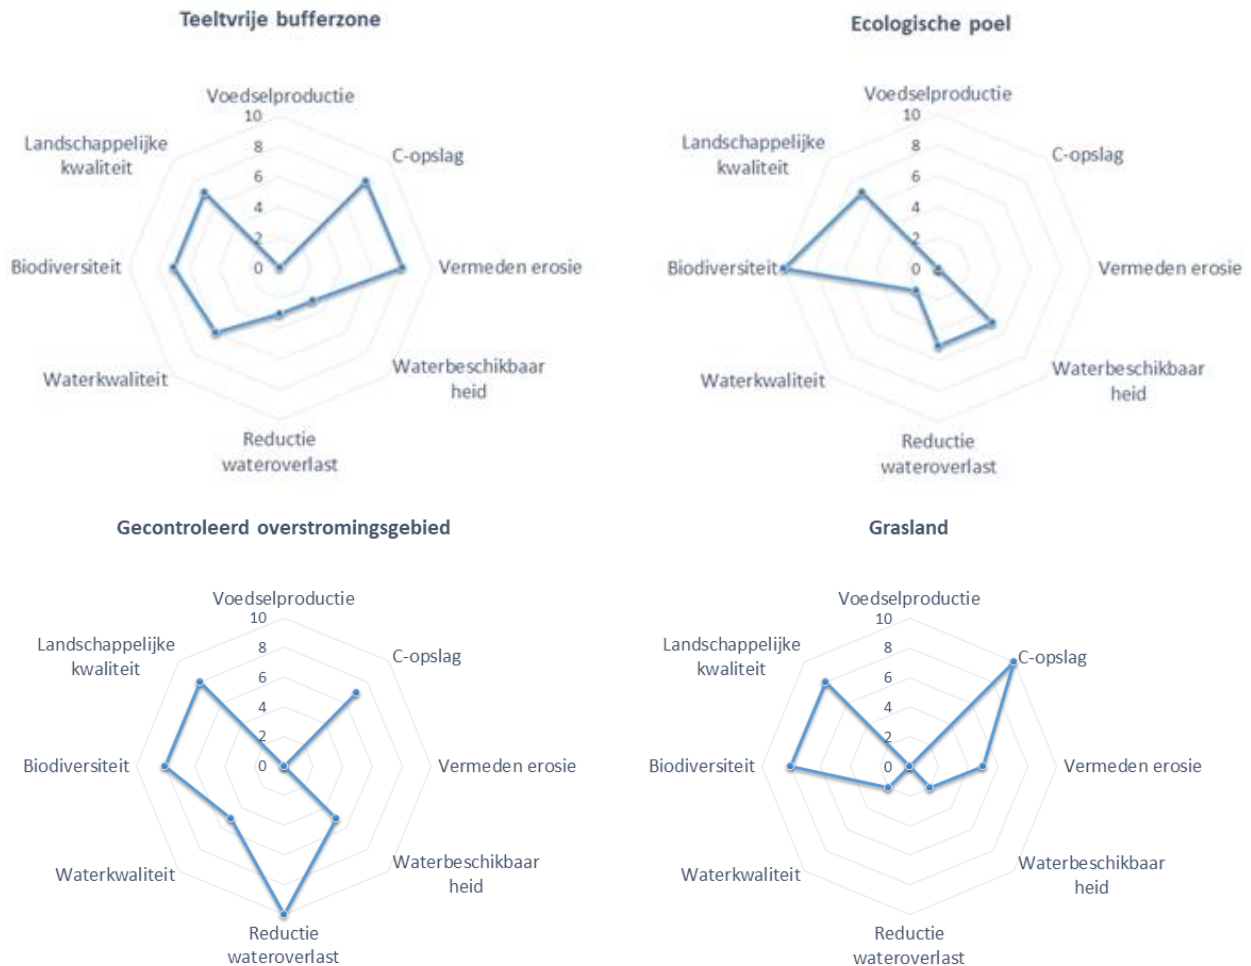 Teeltvrije bufferzone
Voedselproductie
10
8
6
4
2
0
C-opslag
Vermeden erosie
Waterbeschikbaar
heid
Reductie
wateroverlast
Waterkwaliteit
Biodiversiteit
Landschappelijke
kwaliteit
Ecologische poel
Voedselproductie
10
8
6
4
2
0
C-opslag
Vermeden erosie
Waterbeschikbaar
heid
Reductie
wateroverlast
Waterkwaliteit
Biodiversiteit
Landschappelijke
kwaliteit
Gecontroleerd overstromingsgebied
Voedselproductie
10
8
6
4
2
0
C-opslag
Vermeden erosie
Waterbeschikbaar
heid
Reductie
wateroverlast
Waterkwaliteit
Biodiversiteit
Landschappelijke
kwaliteit
Grasland
Voedselproductie
10
8
6
4
2
0
C-opslag
Vermeden erosie
Waterbeschikbaar
heid
Reductie
wateroverlast
Waterkwaliteit
Biodiversiteit
Landschappelijke
kwaliteit